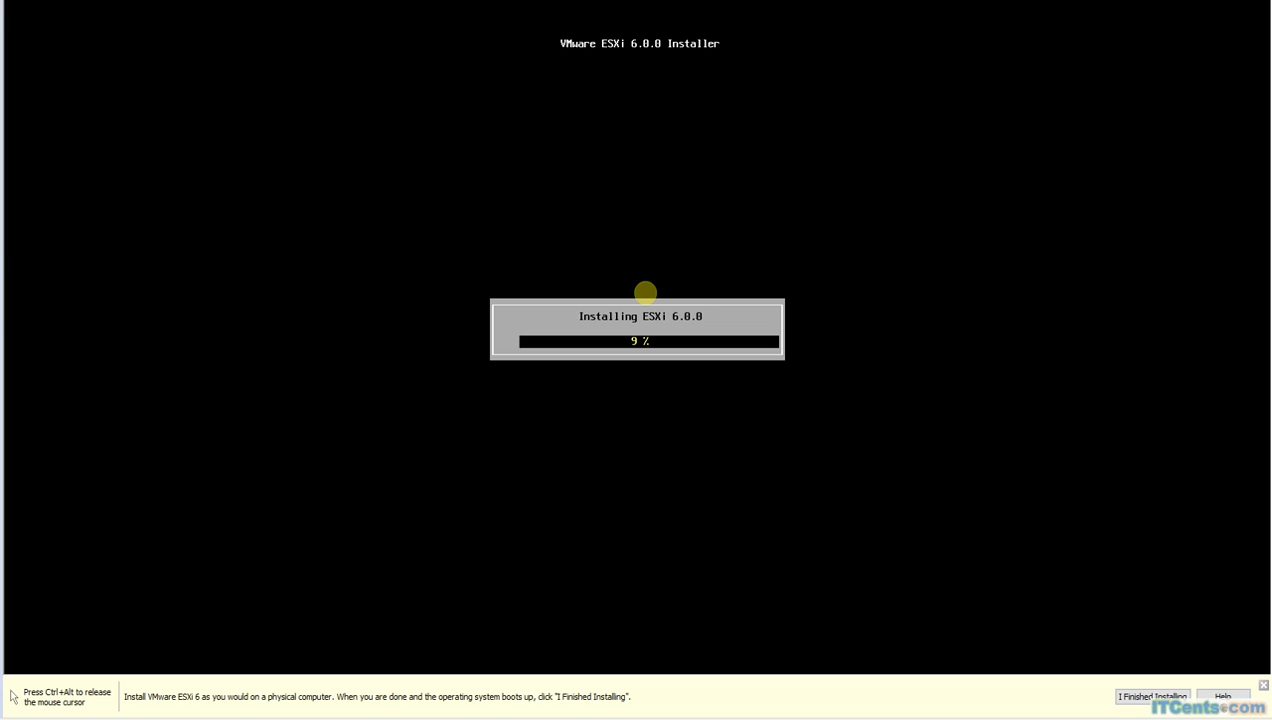 VMware ESXi 6.0.0 Installer
Installing ESXi 6.0.0
9 %
Press Ctrl+Alt to release
the mouse cursor
Install VMware ESXi 6 as you would on a physical computer. When you are done and the operating system boots up, click "I Finished Installing".
I Finished Installing
Help
ITCents.com